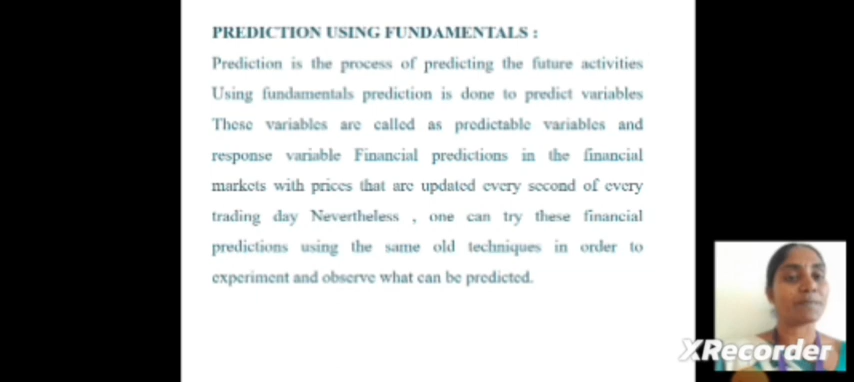 PREDICTION USING FUNDAMENTALS :
Prediction is the process of predicting the future activities
Using fundamentals prediction is done to predict variables
These variables are called as predictable variables and
response variable Financial predictions in the financial
markets with prices that are updated every second of every
trading day Nevertheless , one can try these financial
predictions using the same old techniques in order to
experiment and observe what can be predicted.
XRecorder